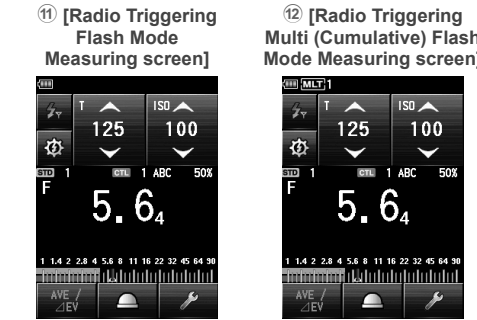 ⑪ [Radio Triggering
Flash Mode
Measuring screen]
T ISO
125 100
STD 1 CTL 1 ABC 50%
F
5. 6₄
1 1.4 2 2.8 4 5.6 8 11 16 22 32 45 64 90
AVE /
⊿EV
⑫ [Radio Triggering
Multi (Cumulative) Flash
Mode Measuring screen]
MLT 1
T ISO
125 100
STD 1 CTL 1 ABC 50%
F
5. 6₄
1 1.4 2 2.8 4 5.6 8 11 16 22 32 45 64 90
AVE /
⊿EV